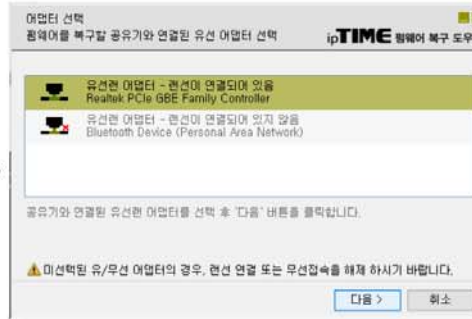 어댑터 선택
펌웨어를 복구할 공유기와 연결된 유선 어댑터 선택
ipTIME 펌웨어 복구 도우
유선랜 어댑터 - 랜선이 연결되어 있음
Realtek PCIe GBE Family Controller
유선랜 어댑터 - 랜선이 연결되어 있지 않음
Bluetooth Device (Personal Area Network)
공유기와 연결된 유선랜 어댑터를 선택 후 '다음' 버튼을 클릭합니다.
미선택된 유/무선 어댑터의 경우, 랜선 연결 또는 무선접속을 해제 하시기 바랍니다.
다음 >
취소